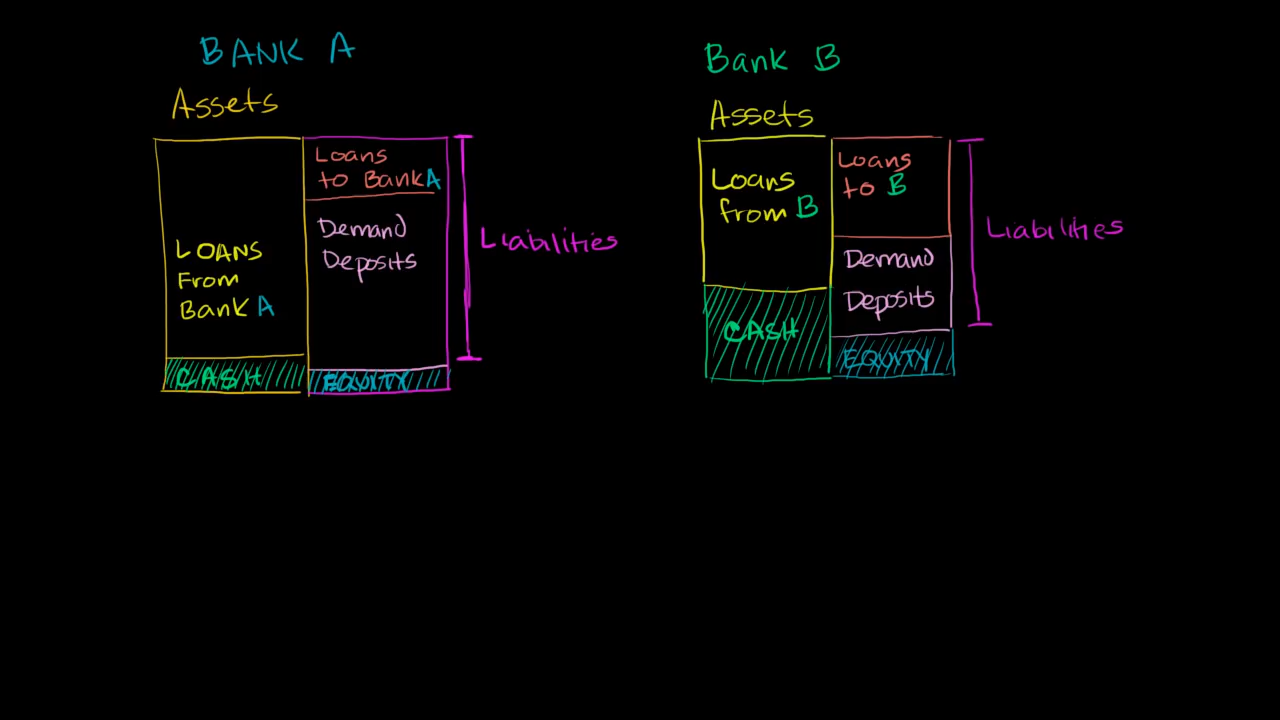 BANK A
Assets
Loans
to Bank A
Demand
Deposits
LOANS
From
Bank A
CASH
EQUITY
Liabilities
Bank B
Assets
Loans
from B
Loans
to B
Demand
Deposits
CASH
EQUITY
Liabilities